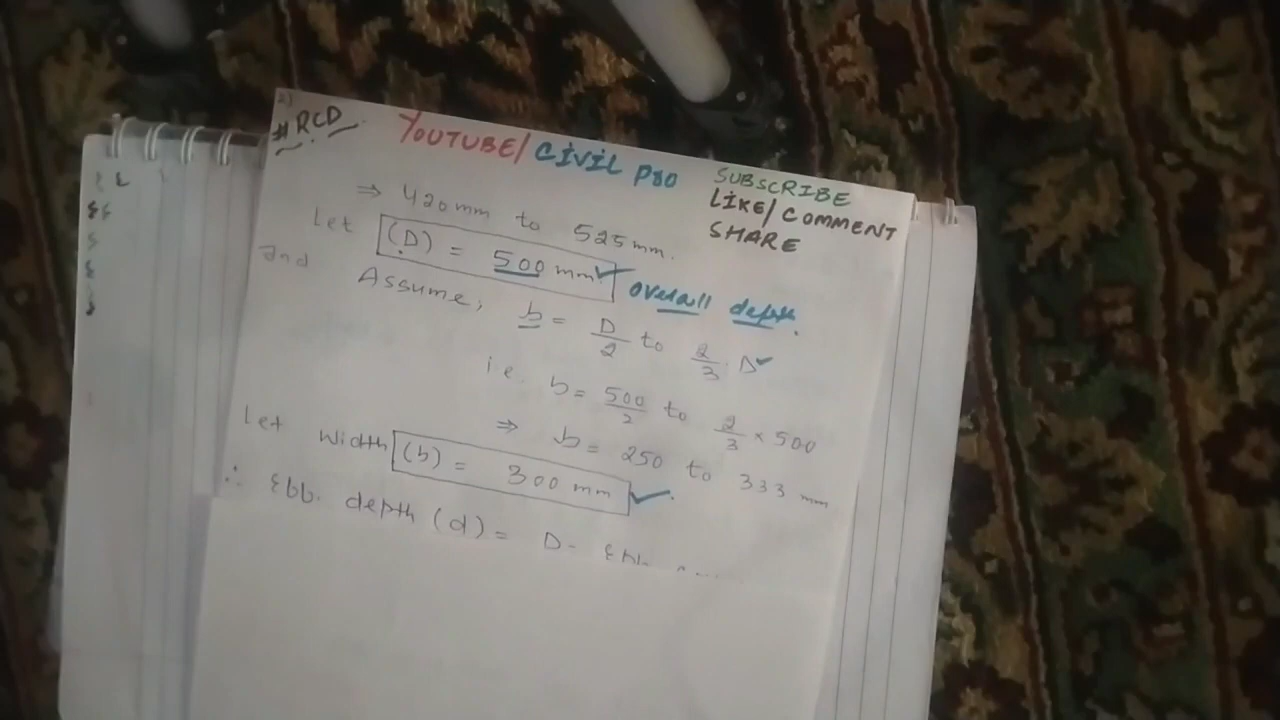 # RCD
YOUTUBE/ CiViL pro
SUBSCRIBE
LiKE/ COMMENT
SHARE
⇒ 420mm to 525mm.
Let (D) = 500 mm ✓ overall depth.
and Assume, b = D/2 to 2/3 . D ✓
i.e. b = 500/2 to 2/3 × 500
⇒ b = 250 to 333 mm
Let width (b) = 300 mm ✓.
∴ Eff. depth (d) = D - Eff.